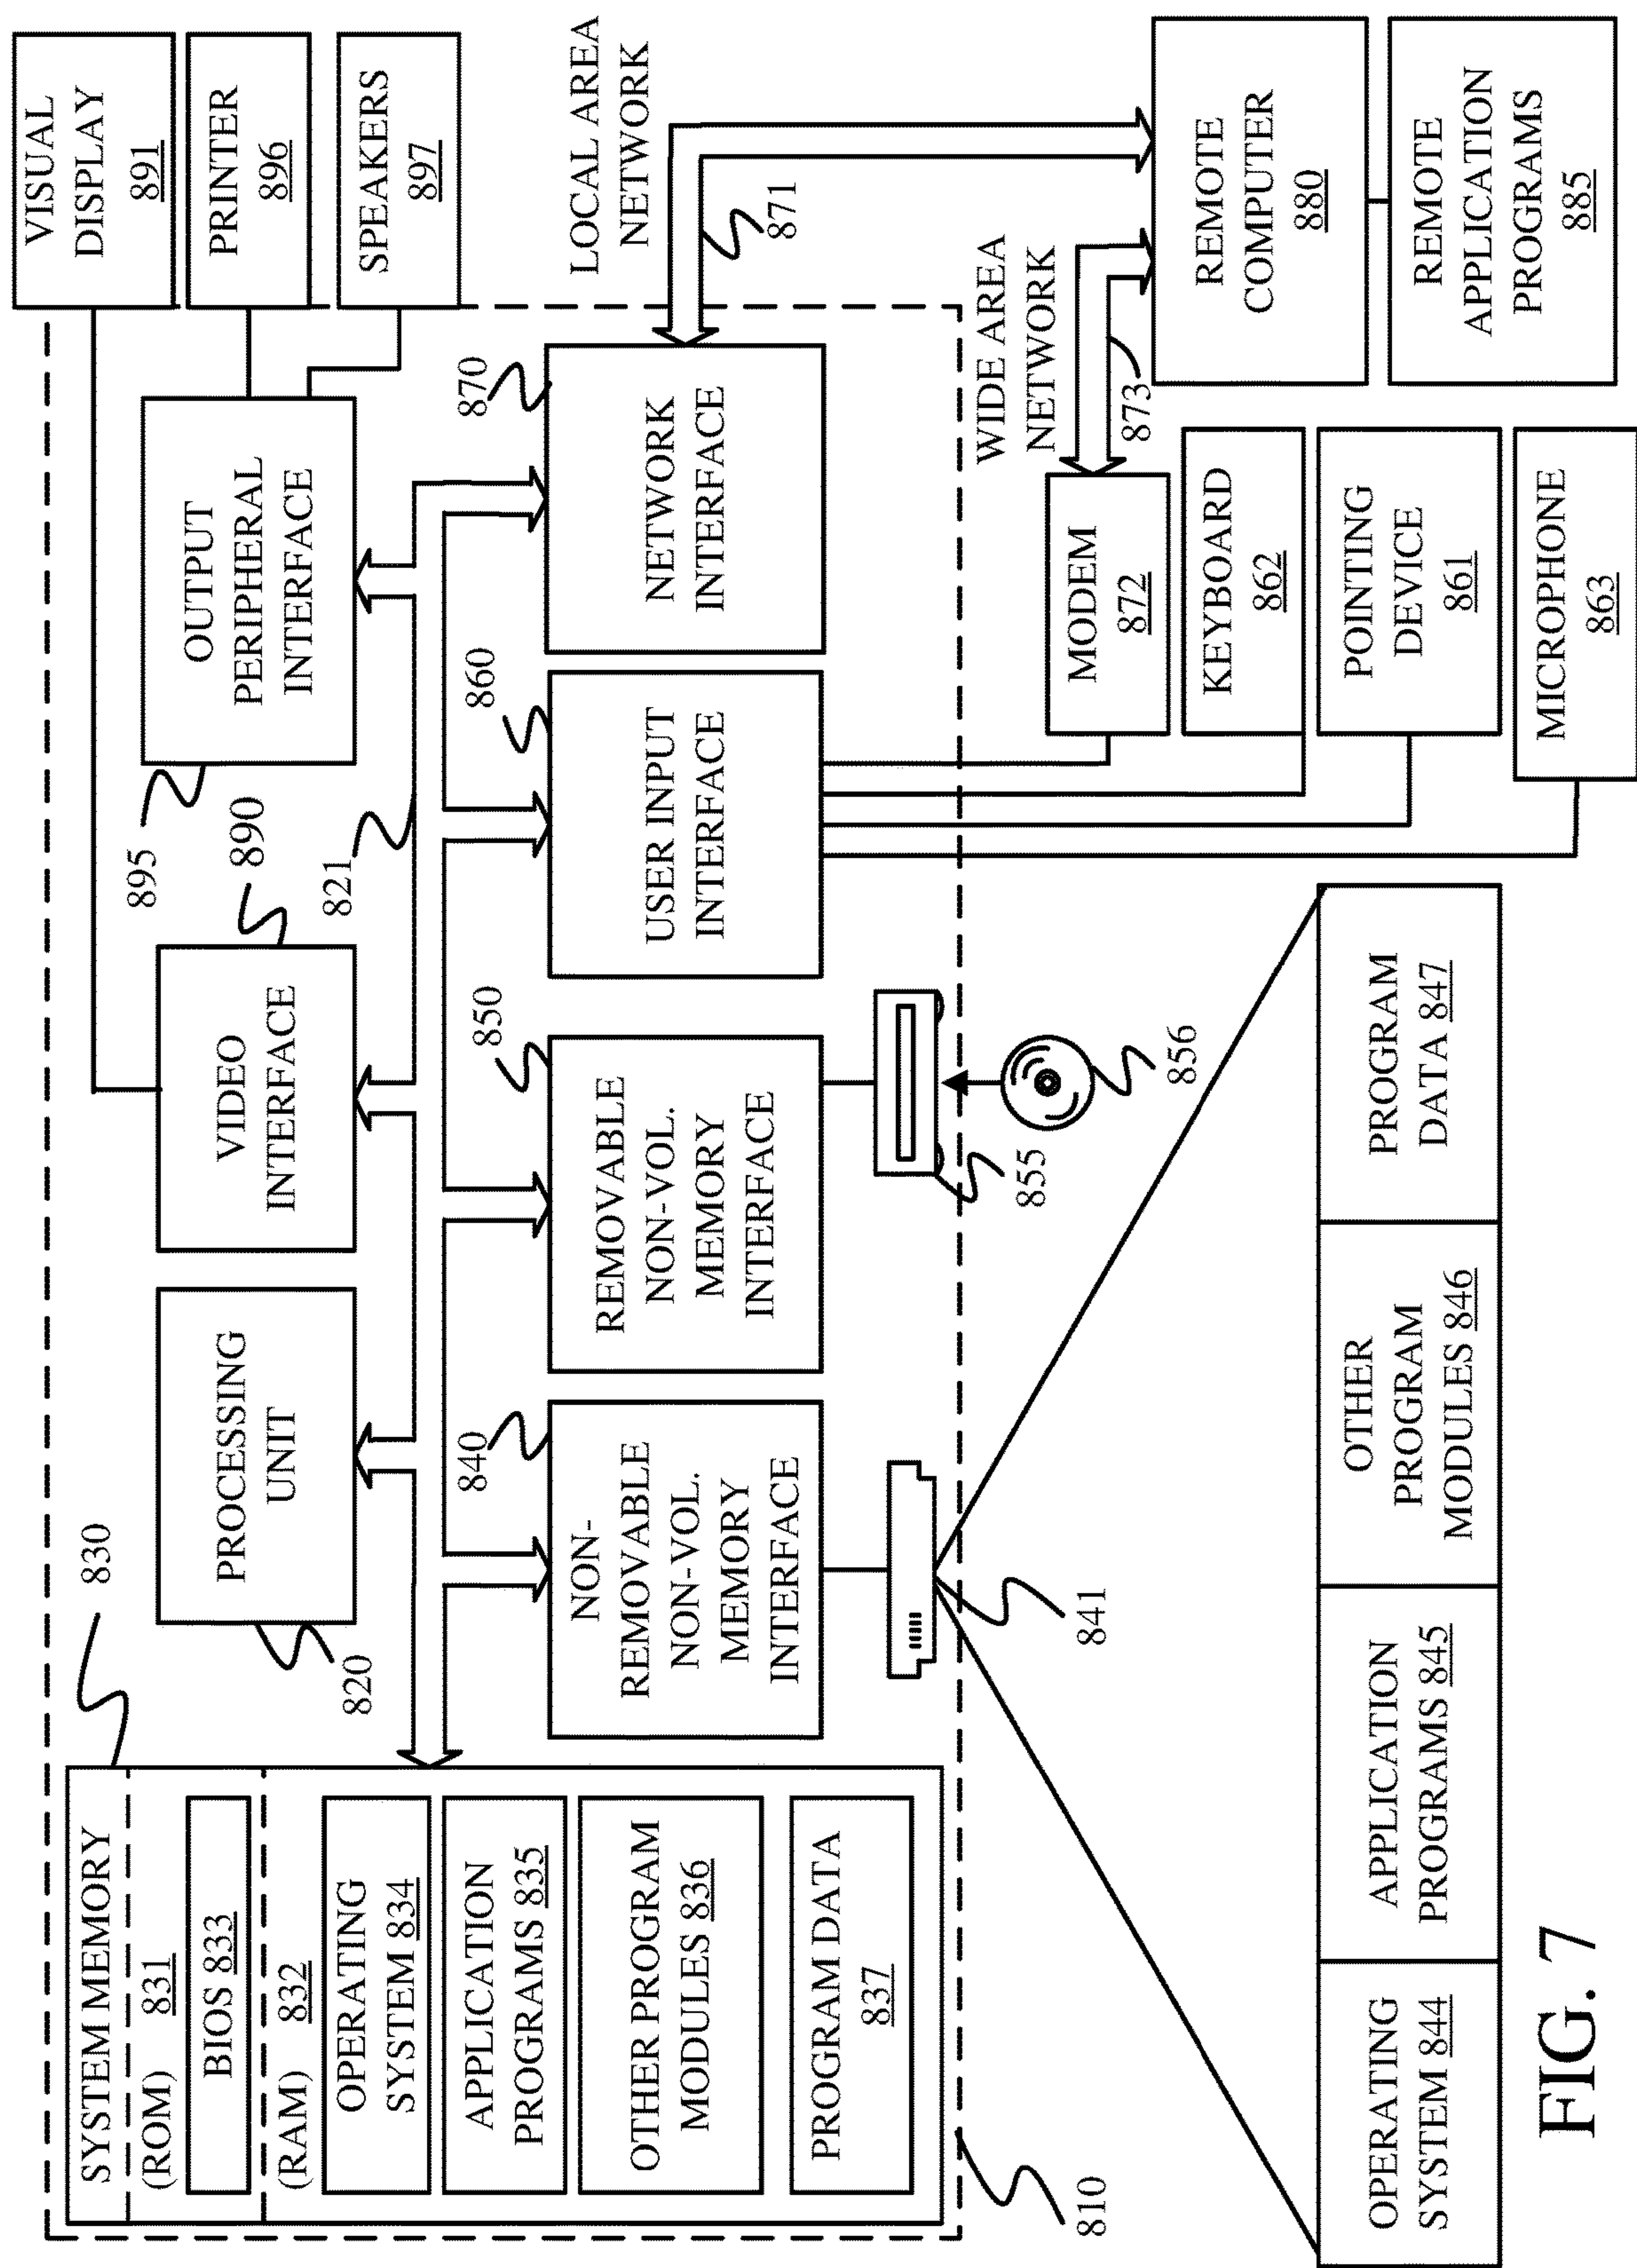 830
SYSTEM MEMORY
(ROM) 831
BIOS 833
(RAM) 832
OPERATING
SYSTEM 834
APPLICATION
PROGRAMS 835
OTHER PROGRAM
MODULES 836
PROGRAM DATA
837
810
820
PROCESSING
UNIT
890
VIDEO
INTERFACE
895
OUTPUT
PERIPHERAL
INTERFACE
821
VISUAL
DISPLAY
891
PRINTER
896
SPEAKERS
897
840
NON-
REMOVABLE
NON-VOL.
MEMORY
INTERFACE
850
REMOVABLE
NON-VOL.
MEMORY
INTERFACE
860
USER INPUT
INTERFACE
870
NETWORK
INTERFACE
LOCAL AREA
NETWORK
871
841
855
856
WIDE AREA
NETWORK
873
MODEM
872
KEYBOARD
862
POINTING
DEVICE
861
MICROPHONE
863
REMOTE
COMPUTER
880
REMOTE
APPLICATION
PROGRAMS
885
OPERATING
SYSTEM 844
APPLICATION
PROGRAMS 845
OTHER
PROGRAM
MODULES 846
PROGRAM
DATA 847
FIG. 7